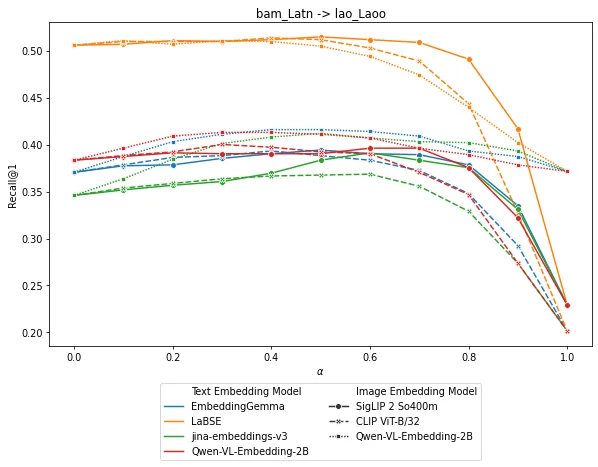 bam_Latn -> lao_Laoo
Recall@1
0.50
0.45
0.40
0.35
0.30
0.25
0.20
0.0
0.2
0.4
0.6
0.8
1.0
α
Text Embedding Model
EmbeddingGemma
LaBSE
jina-embeddings-v3
Qwen-VL-Embedding-2B
Image Embedding Model
SigLIP 2 So400m
CLIP ViT-B/32
Qwen-VL-Embedding-2B